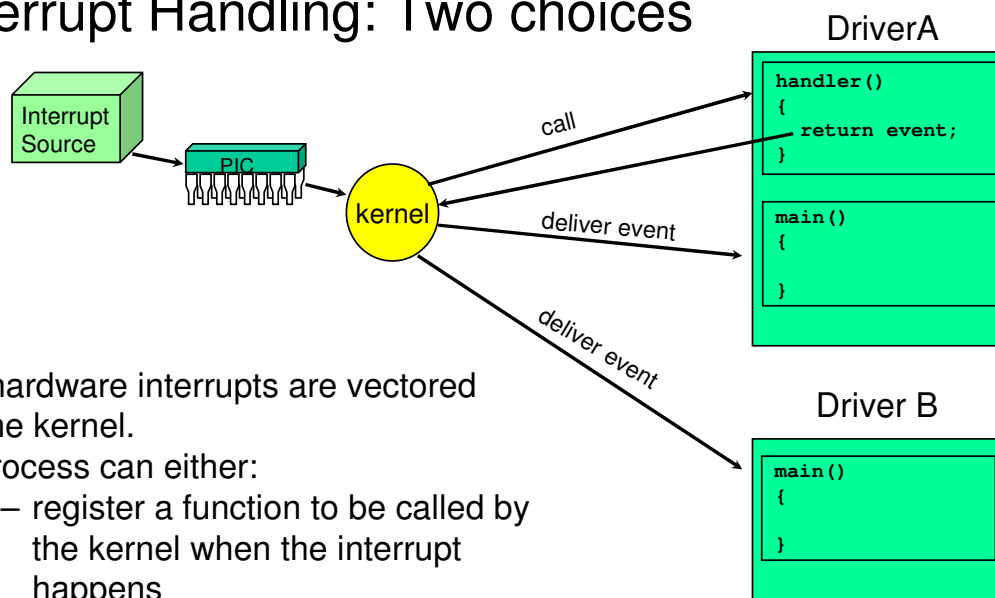 errupt Handling: Two choices
DriverA
Interrupt
Source
PIC
kernel
call
handler()
{
return event;
}
deliver event
main()
{
}
deliver event
hardware interrupts are vectored
he kernel.
rocess can either:
– register a function to be called by
the kernel when the interrupt
happens
Driver B
main()
{
}